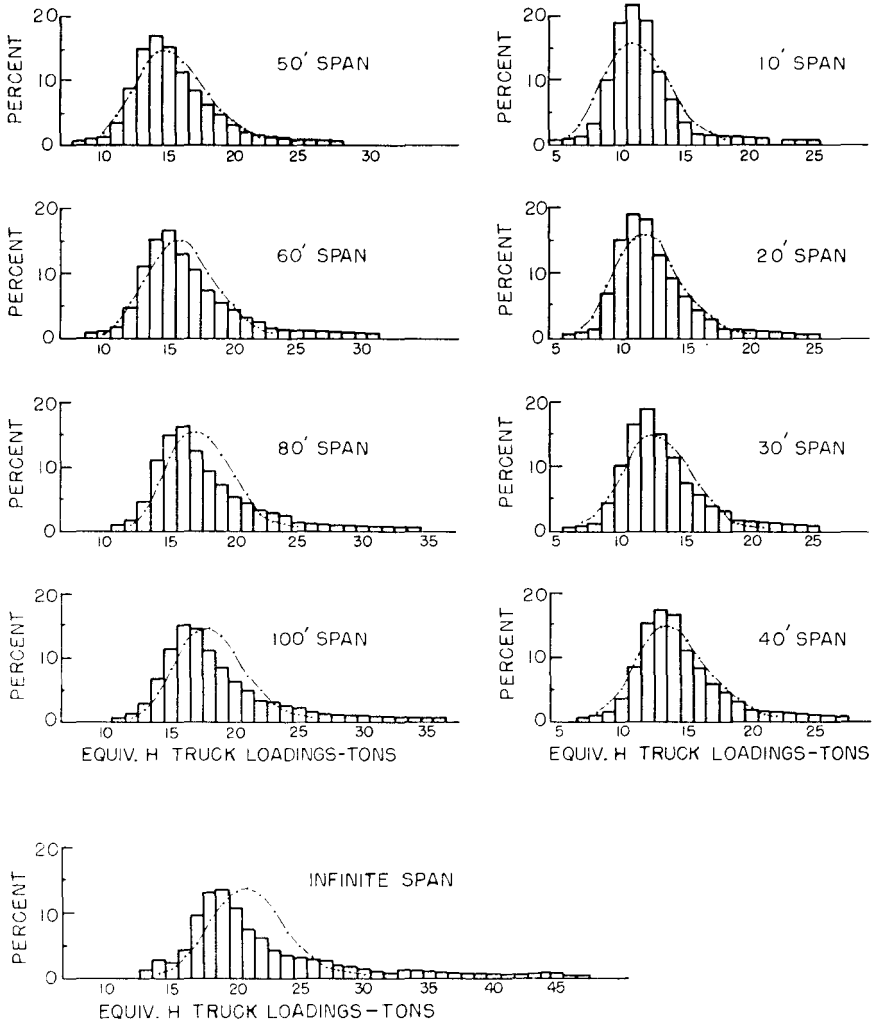 20
10
0
PERCENT
50' SPAN
10 15 20 25 30
20
10
0
PERCENT
10' SPAN
5 10 15 20 25
20
10
0
PERCENT
60' SPAN
10 15 20 25 30
20
10
0
PERCENT
20' SPAN
5 10 15 20 25
20
10
0
PERCENT
80' SPAN
10 15 20 25 30 35
20
10
0
PERCENT
30' SPAN
5 10 15 20 25
20
10
0
PERCENT
100' SPAN
10 15 20 25 30 35
EQUIV. H TRUCK LOADINGS-TONS
20
10
0
PERCENT
40' SPAN
5 10 15 20 25
EQUIV. H TRUCK LOADINGS-TONS
20
10
0
PERCENT
INFINITE SPAN
10 15 20 25 30 35 40 45
EQUIV. H TRUCK LOADINGS-TONS